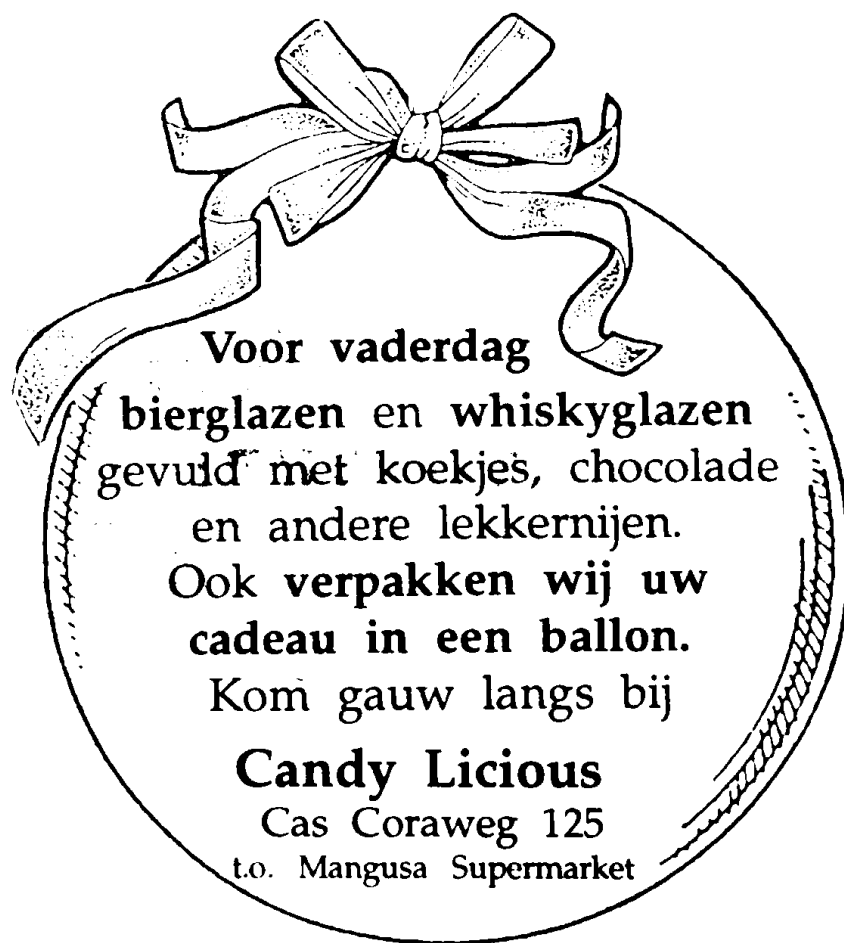 Voor vaderdag
bierglazen en whiskyglazen
gevuld met koekjes, chocolade
en andere lekkernijen.
Ook verpakken wij uw
cadeau in een ballon.
Kom gauw langs bij
Candy Licious
Cas Coraweg 125
t.o. Mangusa Supermarket